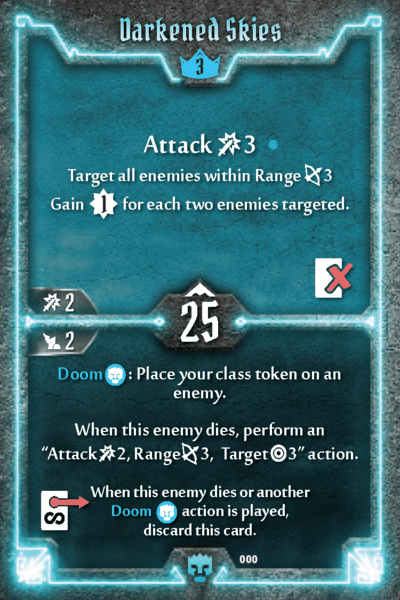 Darkened Skies
3
Attack 3
Target all enemies within Range 3
Gain 1 for each two enemies targeted.
2
25
2
Doom : Place your class token on an
enemy.
When this enemy dies, perform an
“Attack 2, Range 3, Target 3” action.
When this enemy dies or another
Doom action is played,
discard this card.
000